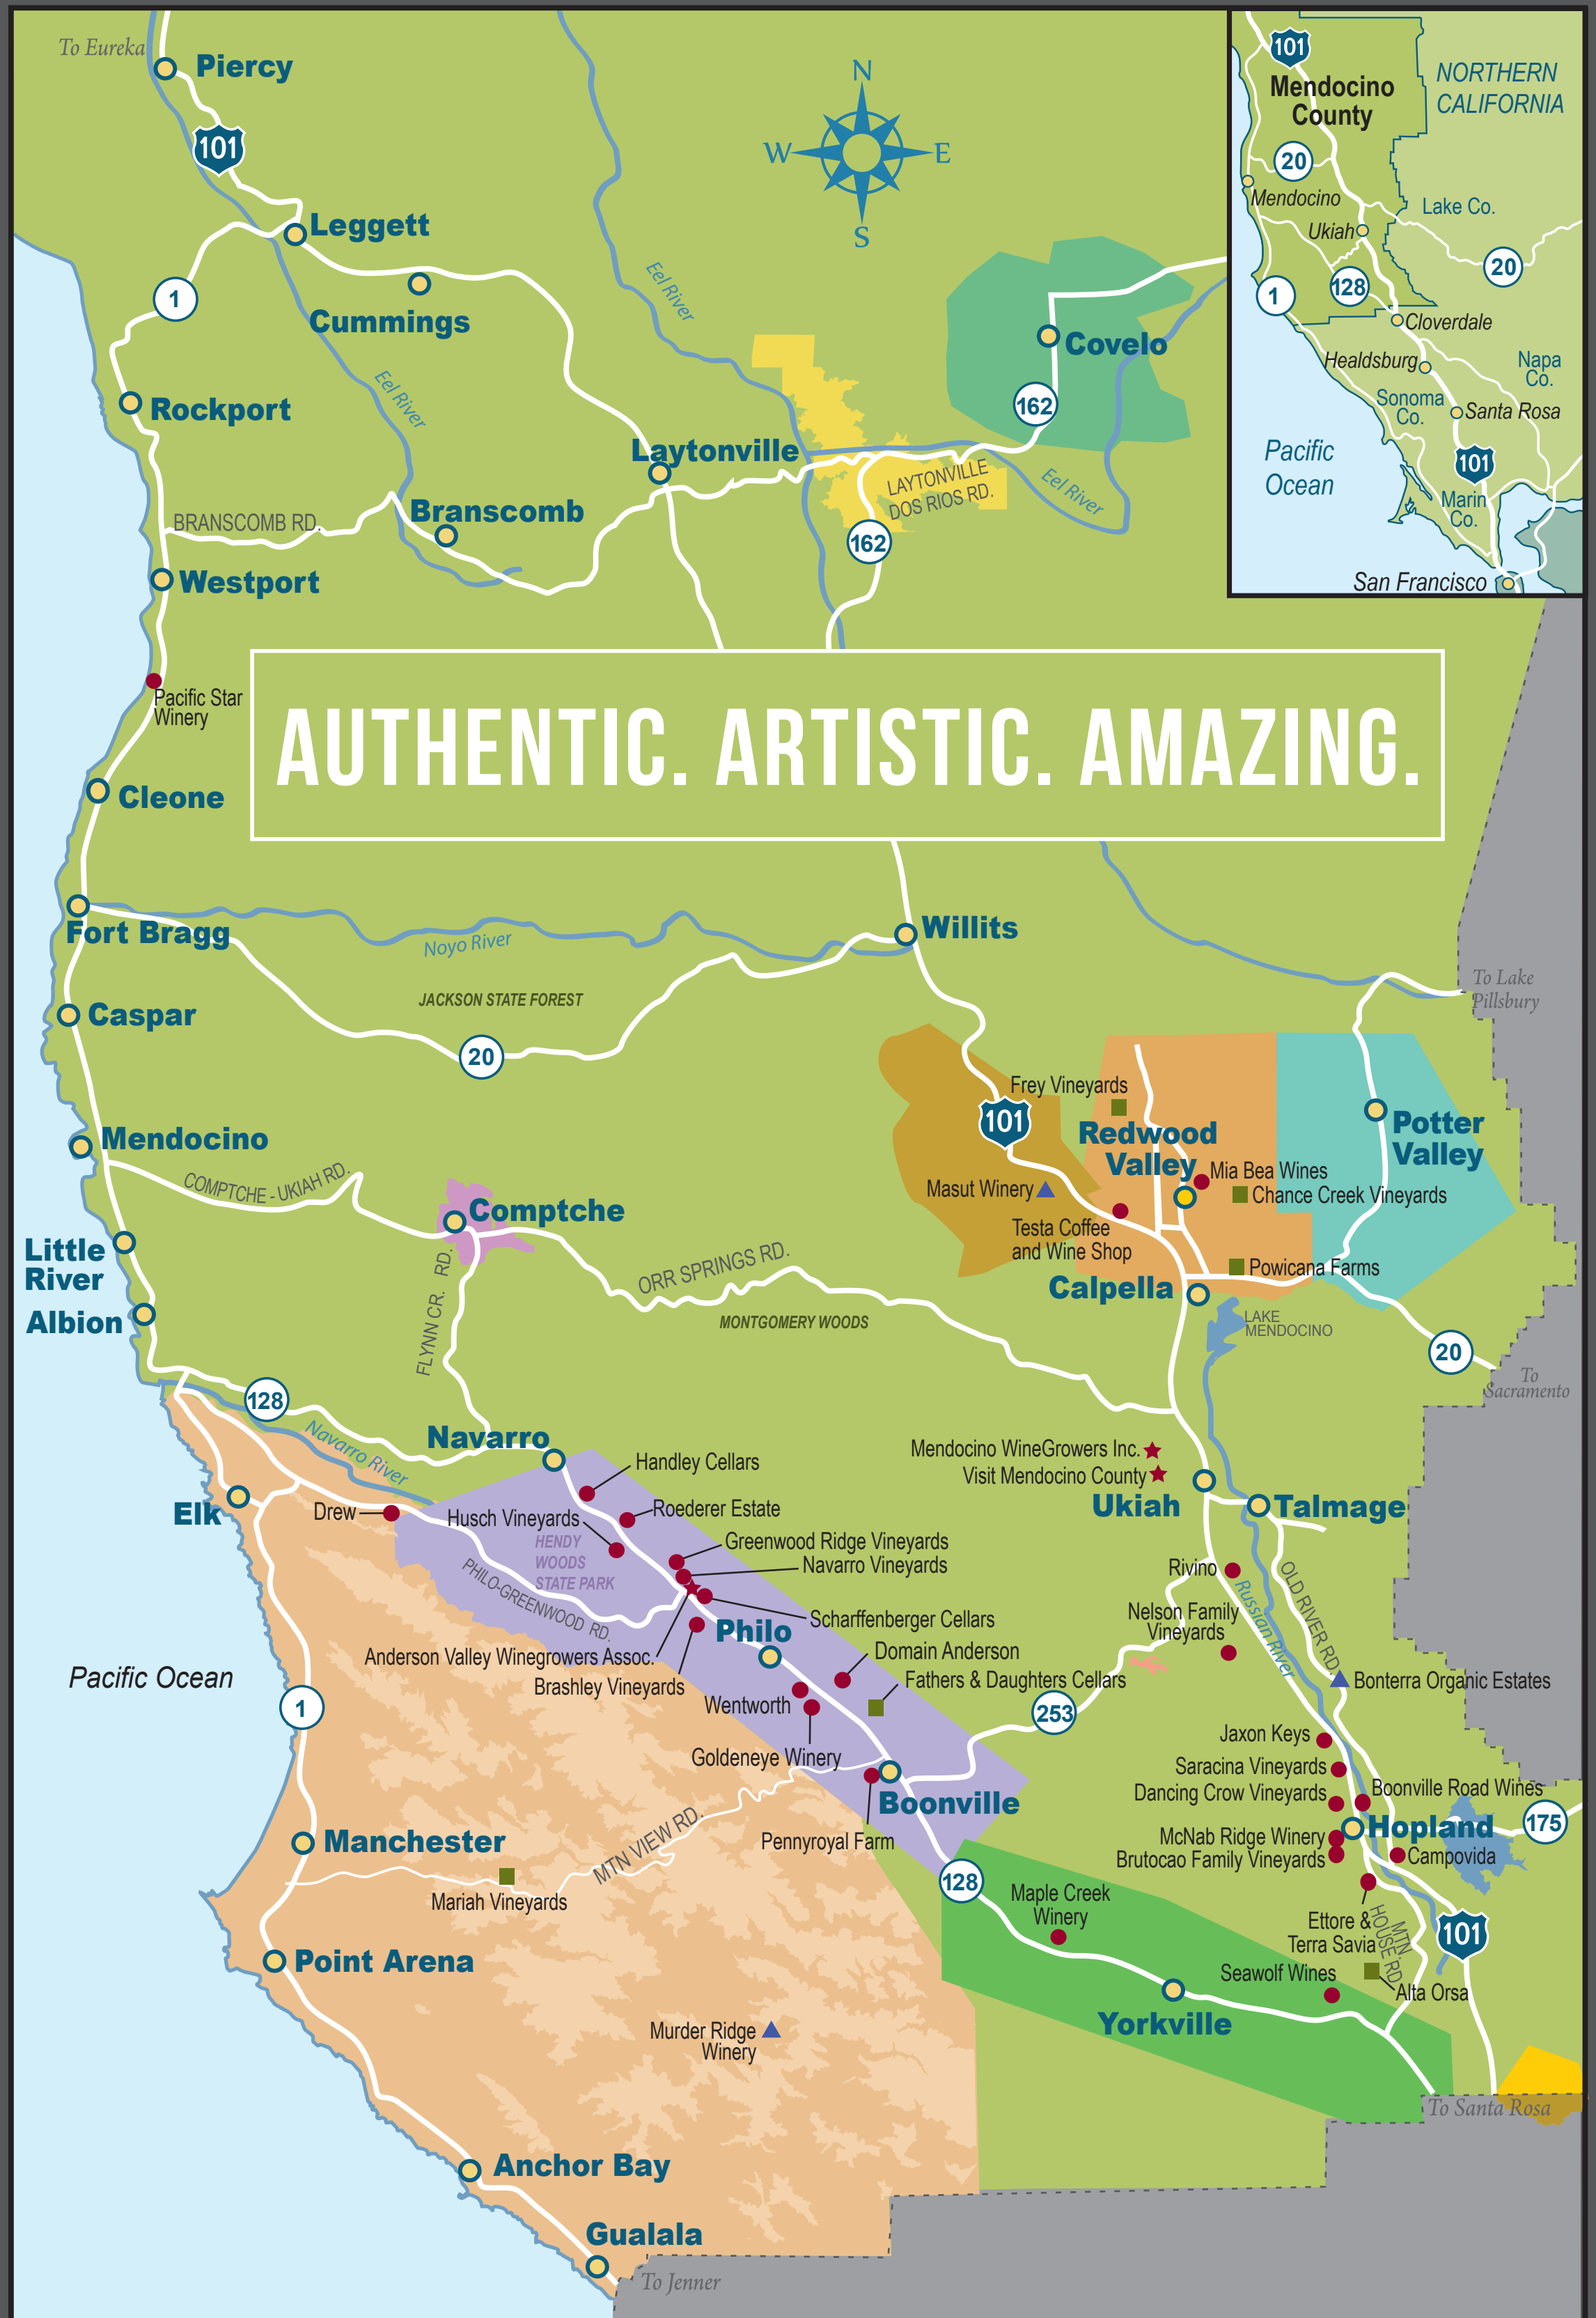 To Eureka
Piercy
101
N
W
E
S
Leggett
1
Cummings
Eel River
Eel River
Covelo
162
Rockport
Laytonville
LAYTONVILLE
DOS RIOS RD.
Eel River
BRANSCOMB RD.
Branscomb
162
Westport
101
Mendocino
County
NORTHERN
CALIFORNIA
20
Mendocino
Lake Co.
Ukiah
20
128
1
Cloverdale
Healdsburg
Napa
Co.
Sonoma
Co.
Santa Rosa
Pacific
Ocean
101
Marin
Co.
San Francisco
Pacific Star
Winery
AUTHENTIC. ARTISTIC. AMAZING.
Cleone
Fort Bragg
Noyo River
Willits
JACKSON STATE FOREST
To Lake
Pillsbury
Caspar
20
Frey Vineyards
101
Redwood
Valley
Potter
Valley
Mendocino
COMPTCHE - UKIAH RD.
Mia Bea Wines
Masut Winery
Chance Creek Vineyards
Comptche
Testa Coffee
and Wine Shop
Little
River
ORR SPRINGS RD.
Powicana Farms
Calpella
FLYNN CR. RD.
Albion
MONTGOMERY WOODS
LAKE
MENDOCINO
20
To
Sacramento
128
Navarro River
Navarro
Mendocino WineGrowers Inc.
Visit Mendocino County
Handley Cellars
Elk
Drew
Husch Vineyards
Roederer Estate
Ukiah
Talmage
HENDY
WOODS
STATE PARK
Greenwood Ridge Vineyards
Navarro Vineyards
Rivino
PHILO-GREENWOOD RD.
OLD RIVER RD.
Russian River
Scharffenberger Cellars
Nelson Family
Vineyards
Philo
Anderson Valley Winegrowers Assoc.
Domain Anderson
Pacific Ocean
Brashley Vineyards
Fathers & Daughters Cellars
Bonterra Organic Estates
1
Wentworth
253
Jaxon Keys
Goldeneye Winery
Saracina Vineyards
Boonville Road Wines
Dancing Crow Vineyards
Boonville
175
Manchester
MTN VIEW RD.
Pennyroyal Farm
Hopland
McNab Ridge Winery
Brutocao Family Vineyards
Campovida
128
Mariah Vineyards
Maple Creek
Winery
Ettore &
Terra Savia
MTN.
HOUSE RD.
101
Point Arena
Seawolf Wines
Alta Orsa
Yorkville
Murder Ridge
Winery
To Santa Rosa
Anchor Bay
Gualala
To Jenner